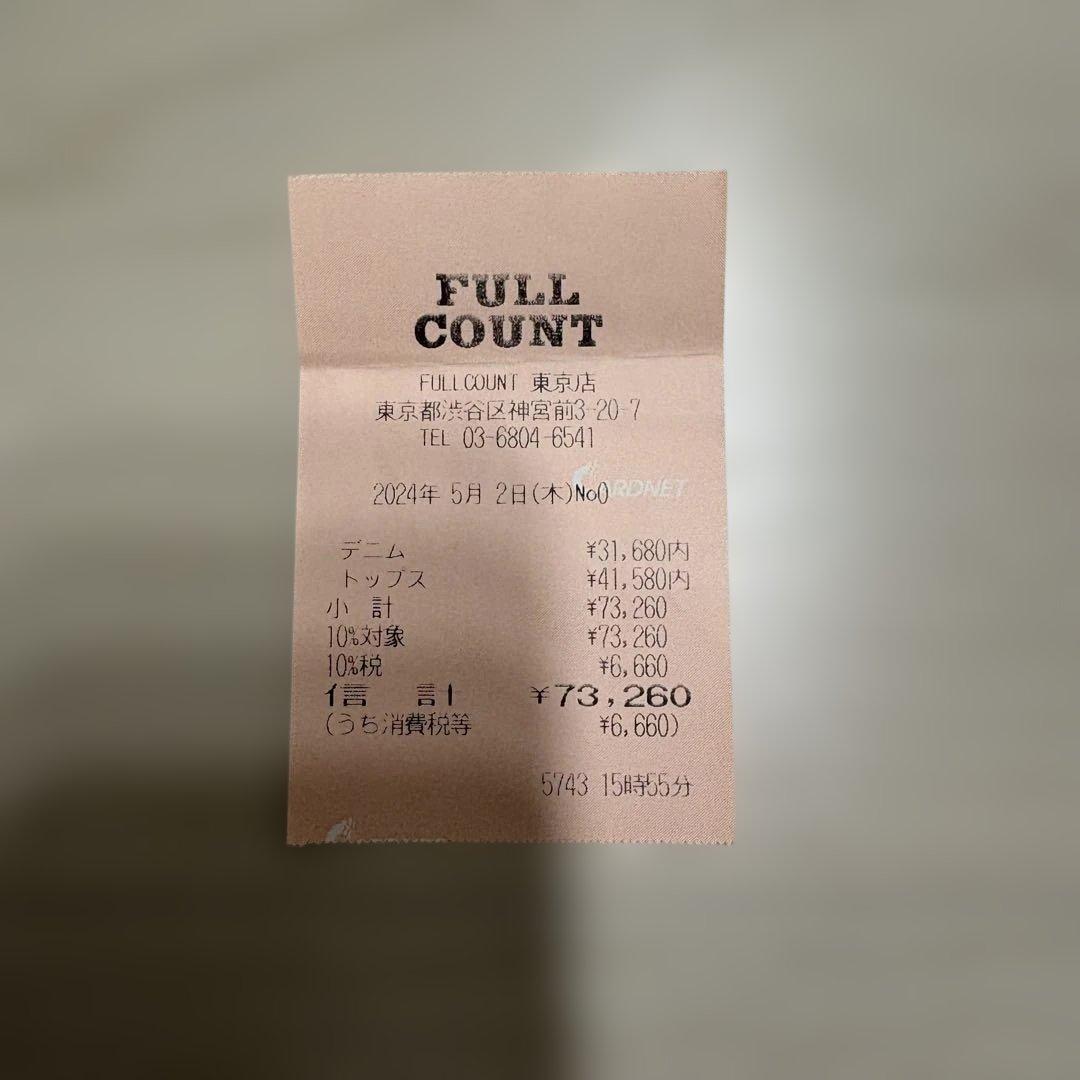 FULL
COUNT
FULLCOUNT 東京店
東京都渋谷区神宮前3-20-7
TEL 03-6804-6541
2024年 5月 2日(木)No0
ARDNET
デニム ¥31,680内
トップス ¥41,580内
小 計 ¥73,260
10%対象 ¥73,260
10%税 ¥6,660
信 計 ¥73,260
(うち消費税等 ¥6,660)
5743 15時55分